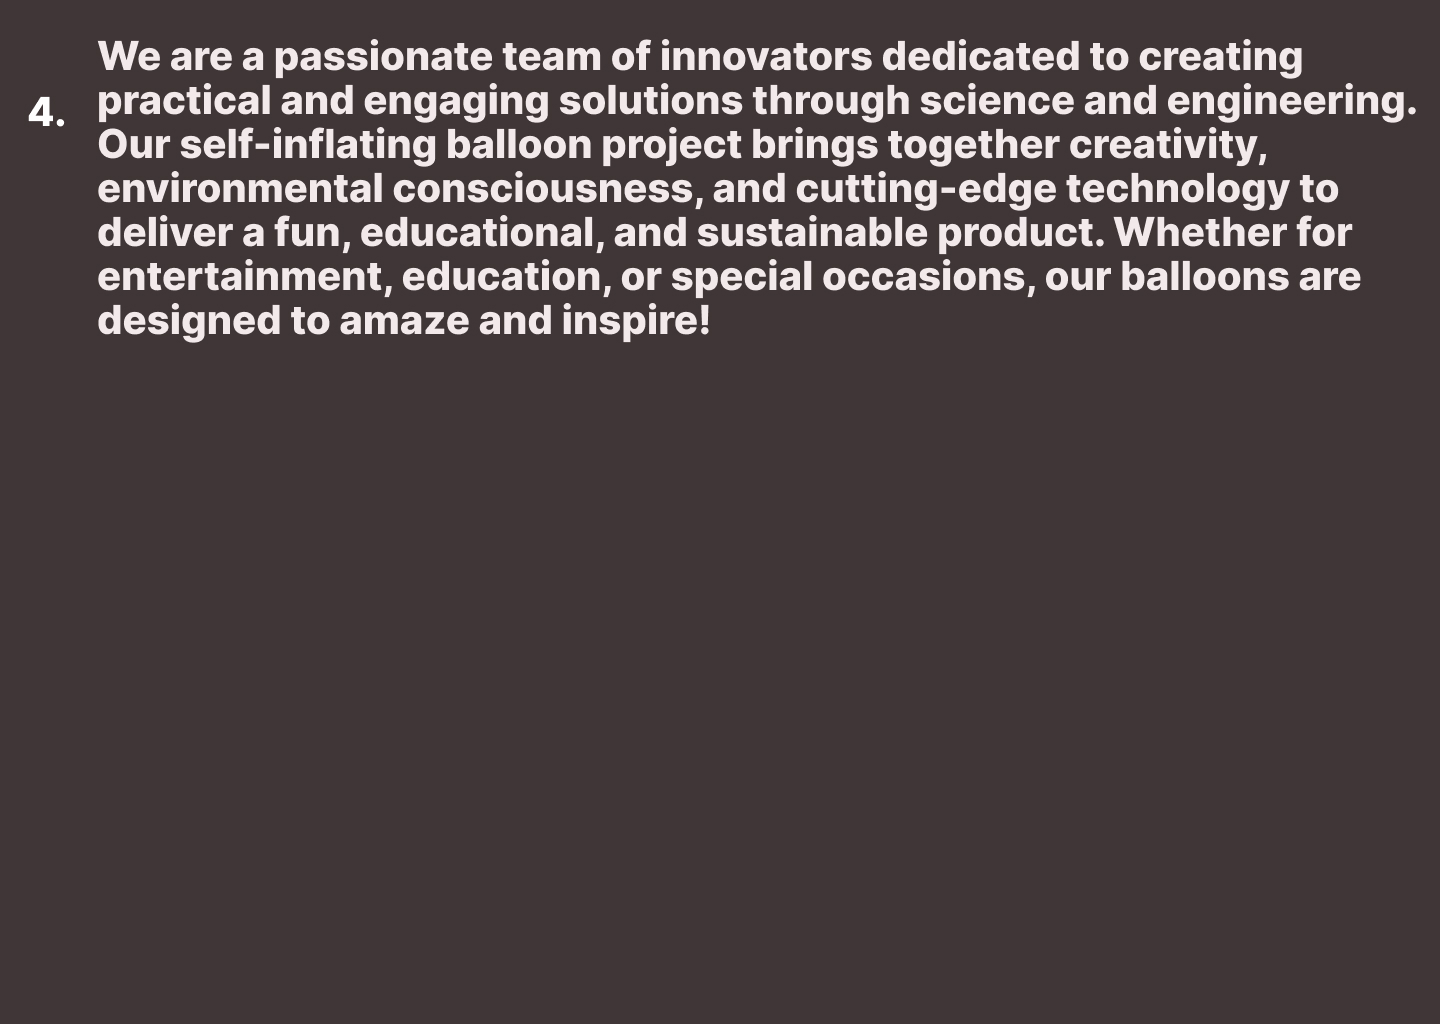 We are a passionate team of innovators dedicated to creating
4. practical and engaging solutions through science and engineering.
Our self-inflating balloon project brings together creativity,
environmental consciousness, and cutting-edge technology to
deliver a fun, educational, and sustainable product. Whether for
entertainment, education, or special occasions, our balloons are
designed to amaze and inspire!